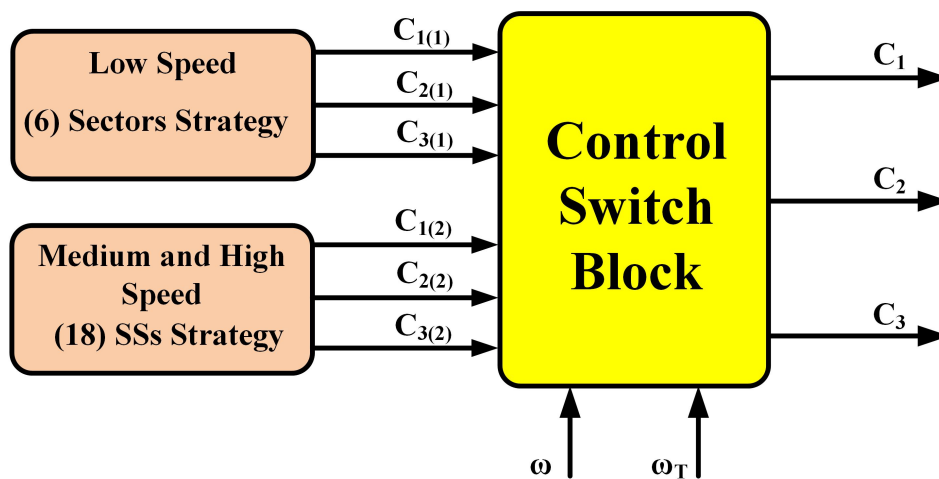 Low Speed
(6) Sectors Strategy
C1(1)
C2(1)
C3(1)
Medium and High
Speed
(18) SSs Strategy
C1(2)
C2(2)
C3(2)
Control
Switch
Block
C1
C2
C3
ω
ωT